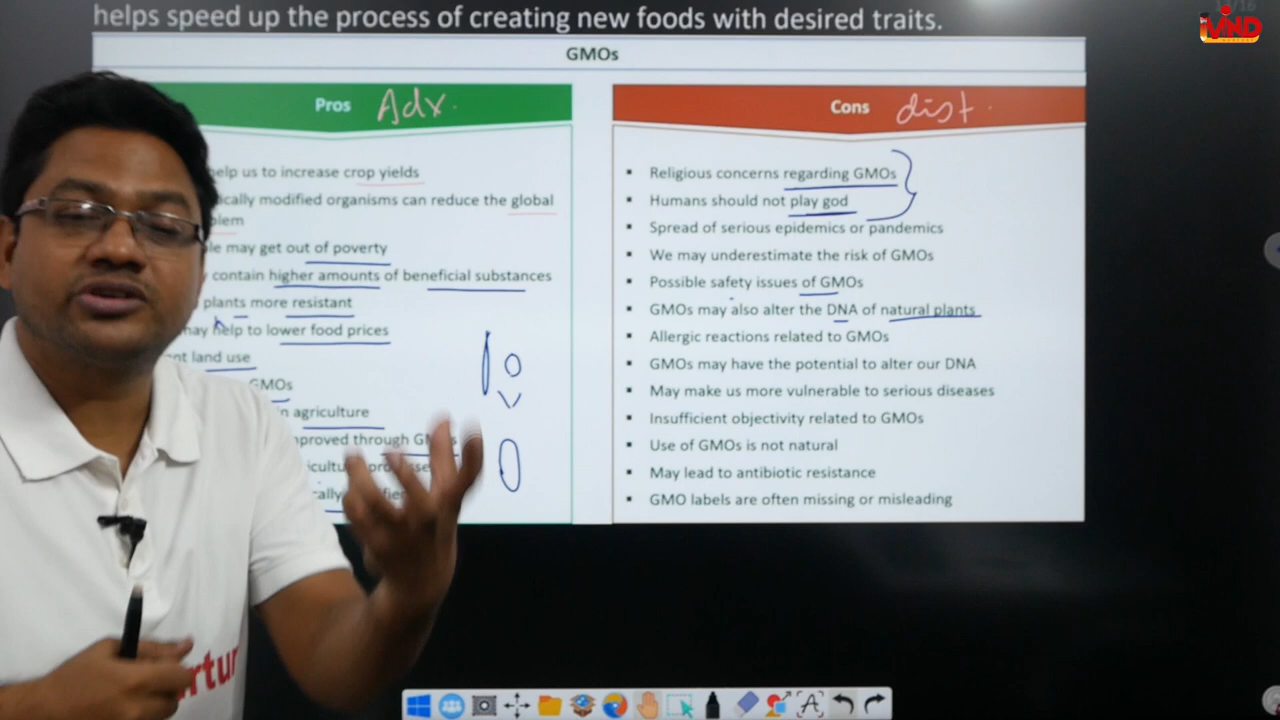 helps speed up the process of creating new foods with desired traits.
/16
iVIND
GMOs
Pros Adx.
help us to increase crop yields
modified organisms can reduce the global
may get out of poverty
contain higher amounts of beneficial substances
plants more resistant
may help to lower food prices
land use
GMOs
in agriculture
through
Cons dist.
Religious concerns regarding GMOs
Humans should not play god
Spread of serious epidemics or pandemics
We may underestimate the risk of GMOs
Possible safety issues of GMOs
GMOs may also alter the DNA of natural plants
Allergic reactions related to GMOs
GMOs may have the potential to alter our DNA
May make us more vulnerable to serious diseases
Insufficient objectivity related to GMOs
Use of GMOs is not natural
May lead to antibiotic resistance
GMO labels are often missing or misleading